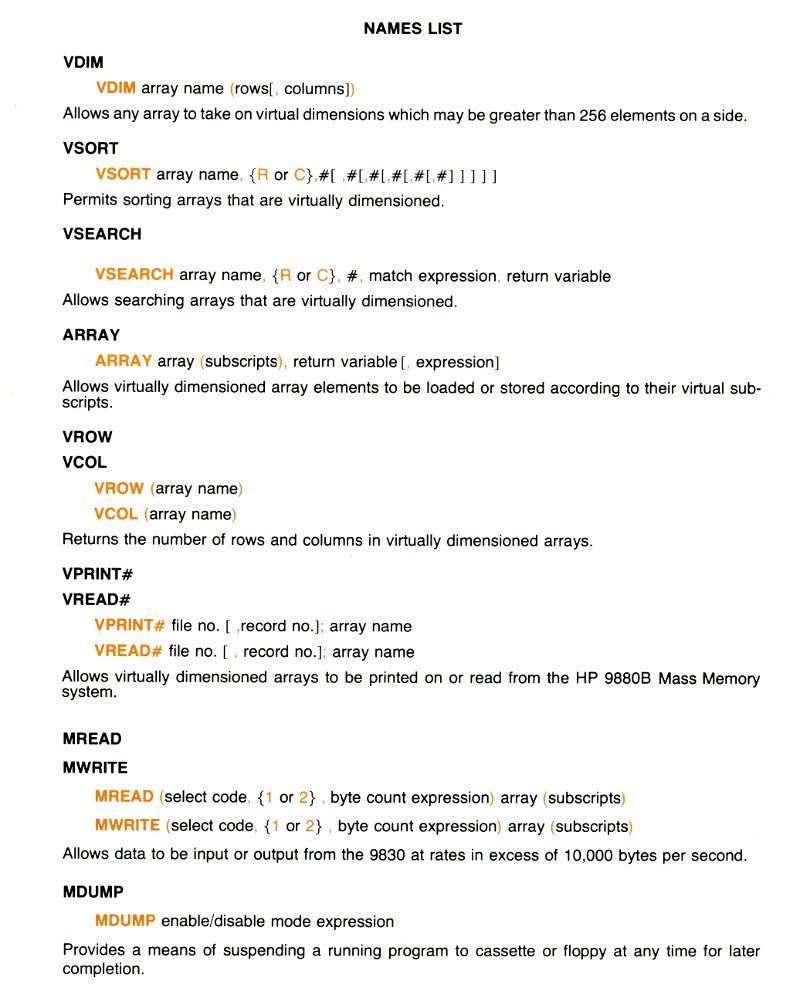 NAMES LIST
VDIM
VDIM array name (rows[, columns])
Allows any array to take on virtual dimensions which may be greater than 256 elements on a side.
VSORT
VSORT array name, {R or C},#[ ,#[,#[,#[,#[,#] ] ] ] ]
Permits sorting arrays that are virtually dimensioned.
VSEARCH
VSEARCH array name, {R or C}, #, match expression, return variable
Allows searching arrays that are virtually dimensioned.
ARRAY
ARRAY array (subscripts), return variable [, expression]
Allows virtually dimensioned array elements to be loaded or stored according to their virtual sub-
scripts.
VROW
VCOL
VROW (array name)
VCOL (array name)
Returns the number of rows and columns in virtually dimensioned arrays.
VPRINT#
VREAD#
VPRINT# file no. [ ,record no.]; array name
VREAD# file no. [ , record no.]; array name
Allows virtually dimensioned arrays to be printed on or read from the HP 9880B Mass Memory
system.
MREAD
MWRITE
MREAD (select code, {1 or 2} , byte count expression) array (subscripts)
MWRITE (select code, {1 or 2} , byte count expression) array (subscripts)
Allows data to be input or output from the 9830 at rates in excess of 10,000 bytes per second.
MDUMP
MDUMP enable/disable mode expression
Provides a means of suspending a running program to cassette or floppy at any time for later
completion.